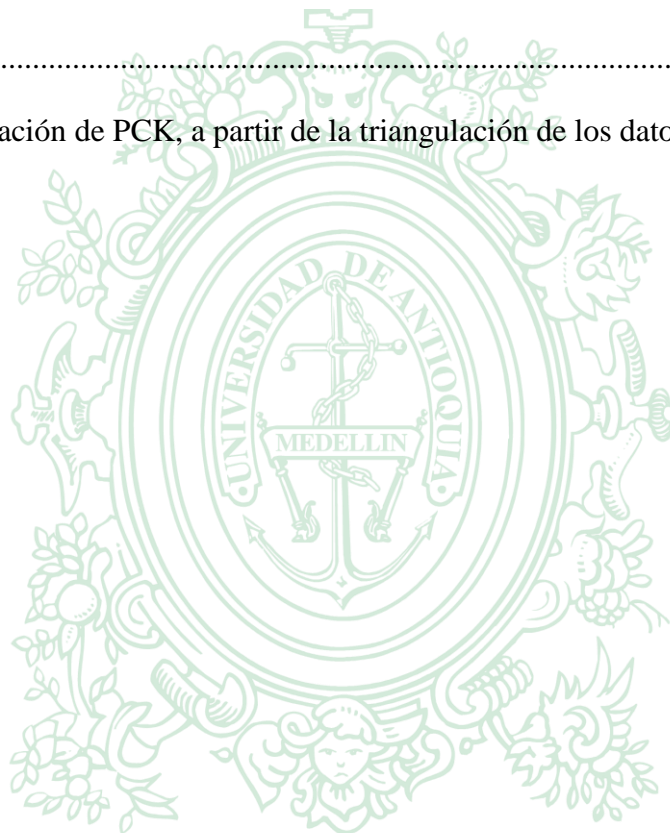 ....................................................................................
ación de PCK, a partir de la triangulación de los dato
UNIVERSIDAD DE ANTIOQUIA
MEDELLIN